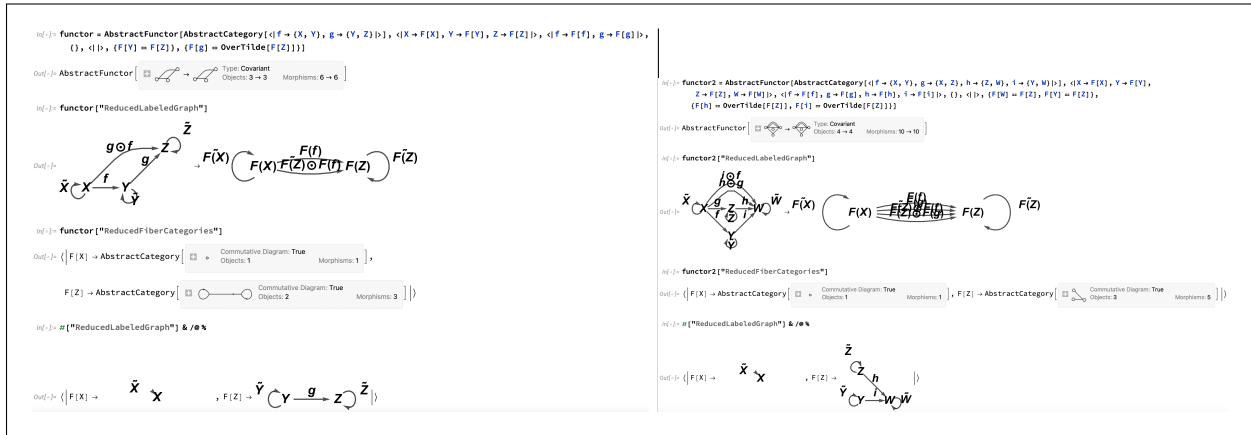 In[-]:= functor = AbstractFunctor[AbstractCategory[<|f → {X, Y}, g → {Y, Z}|>], <|X → F[X], Y → F[Y], Z → F[Z]|>, <|f → F[f], g → F[g]|>,
{}, <||>, {F[Y] == F[Z]}, {F[g] == OverTilde[F[Z]]}]
Out[-]= AbstractFunctor[ Type: Covariant
Objects: 3 → 3 Morphisms: 6 → 6 ]
In[-]:= functor["ReducedLabeledGraph"]
Out[-]= X̃ X f Y Ỹ g g⊙f Z Z̃ → F(̃X) F(X) F(f) F(̃Z)⊙F(f) F(Z) F(̃Z)
In[-]:= functor["ReducedFiberCategories"]
Out[-]= <|F[X] → AbstractCategory[ Commutative Diagram: True
Objects: 1 Morphisms: 1 ],
F[Z] → AbstractCategory[ Commutative Diagram: True
Objects: 2 Morphisms: 3 ]|>
In[-]:= #["ReducedLabeledGraph"] & /@ %
Out[-]= <|F[X] → X̃ X , F[Z] → Ỹ Y g Z Z̃ |>
In[-]:= functor2 = AbstractFunctor[AbstractCategory[<|f → {X, Y}, g → {X, Z}, h → {Z, W}, i → {Y, W}|>], <|X → F[X], Y → F[Y],
Z → F[Z], W → F[W]|>, <|f → F[f], g → F[g], h → F[h], i → F[i]|>, {}, <||>, {F[W] == F[Z], F[Y] == F[Z]},
{F[h] == OverTilde[F[Z]], F[i] == OverTilde[F[Z]]}]
Out[-]= AbstractFunctor[ Type: Covariant
Objects: 4 → 4 Morphisms: 10 → 10 ]
In[-]:= functor2["ReducedLabeledGraph"]
Out[-]= X̃ X i⊙f h⊙g g f Z Z̃ h i W W̃ Y Ỹ → F(̃X) F(X) F(f) F(Z) F(̃Z)
In[-]:= functor2["ReducedFiberCategories"]
Out[-]= <|F[X] → AbstractCategory[ Commutative Diagram: True
Objects: 1 Morphisms: 1 ], F[Z] → AbstractCategory[ Commutative Diagram: True
Objects: 3 Morphisms: 5 ]|>
In[-]:= #["ReducedLabeledGraph"] & /@ %
Out[-]= <|F[X] → X̃ X , F[Z] → Z̃ Z h Ỹ Y i W W̃ |>